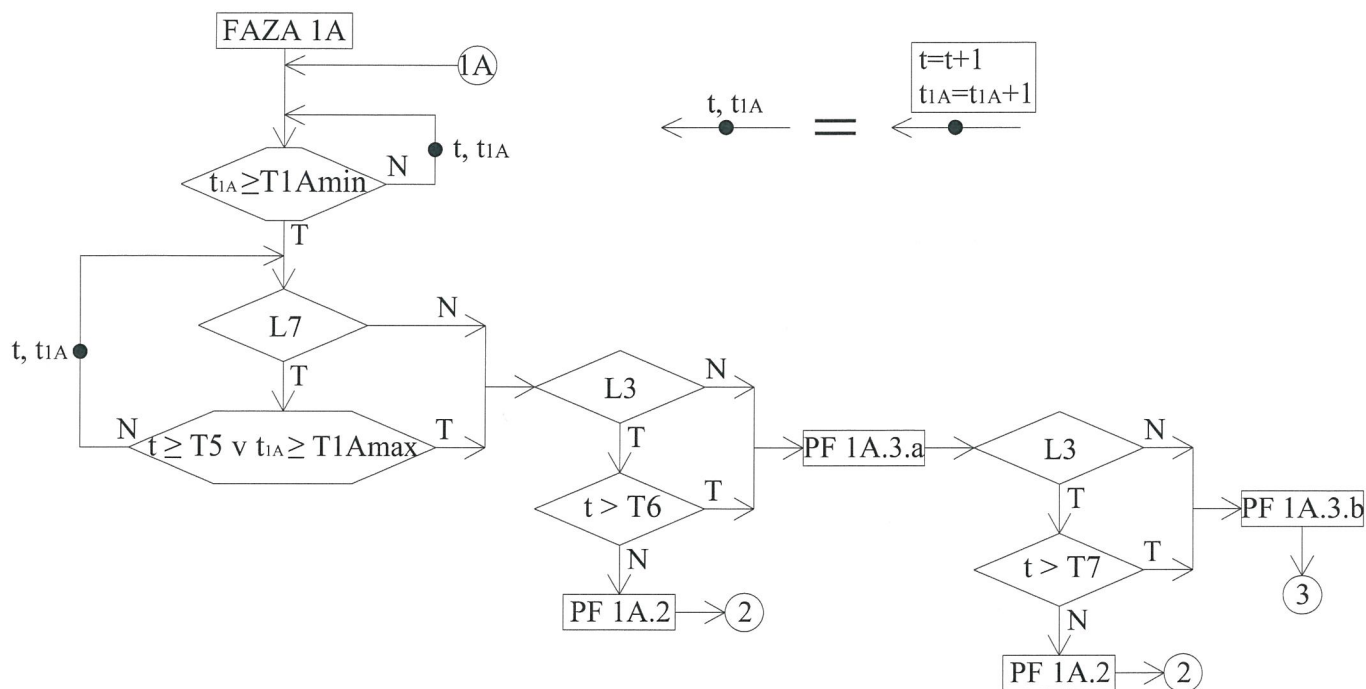 FAZA 1A
1A
t, t1A
N
t1A ≥T1Amin
T
t, t1A
=
t=t+1
t1A=t1A+1
L7
N
T
t, t1A
N
t ≥ T5 v t1A ≥ T1Amax
T
L3
N
T
t > T6
T
N
PF 1A.2
2
PF 1A.3.a
L3
N
T
t > T7
T
N
PF 1A.2
2
PF 1A.3.b
3